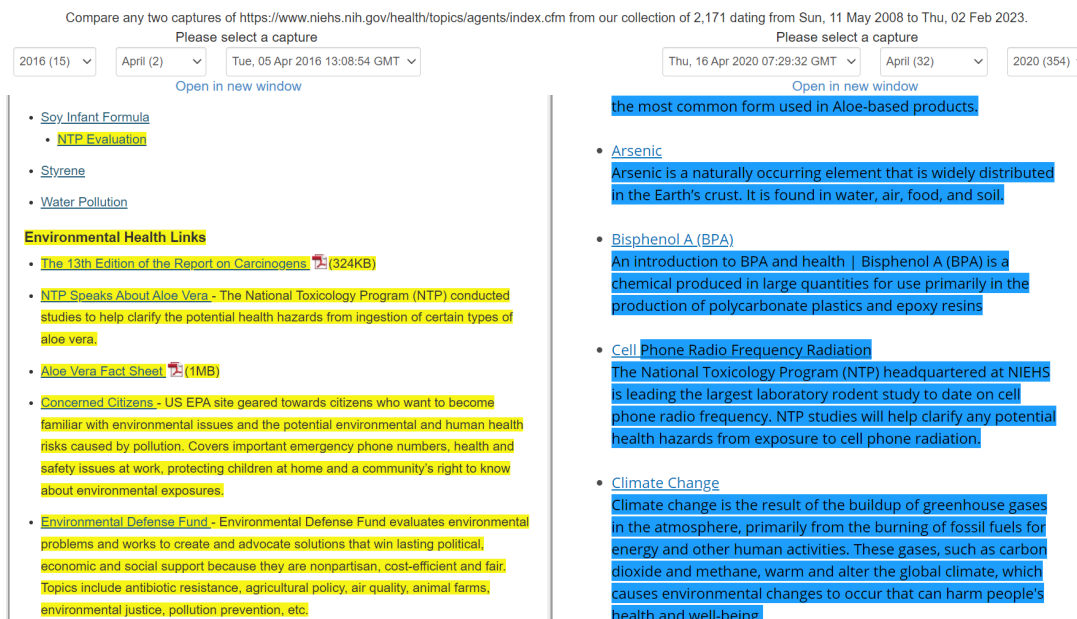 Compare any two captures of https://www.niehs.nih.gov/health/topics/agents/index.cfm from our collection of 2,171 dating from Sun, 11 May 2008 to Thu, 02 Feb 2023.
Please select a capture
2016 (15)
April (2)
Tue, 05 Apr 2016 13:08:54 GMT
Open in new window
Soy Infant Formula
NTP Evaluation
Styrene
Water Pollution
Environmental Health Links
The 13th Edition of the Report on Carcinogens (324KB)
NTP Speaks About Aloe Vera - The National Toxicology Program (NTP) conducted
studies to help clarify the potential health hazards from ingestion of certain types of
aloe vera.
Aloe Vera Fact Sheet (1MB)
Concerned Citizens - US EPA site geared towards citizens who want to become
familiar with environmental issues and the potential environmental and human health
risks caused by pollution. Covers important emergency phone numbers, health and
safety issues at work, protecting children at home and a community's right to know
about environmental exposures.
Environmental Defense Fund - Environmental Defense Fund evaluates environmental
problems and works to create and advocate solutions that win lasting political,
economic and social support because they are nonpartisan, cost-efficient and fair.
Topics include antibiotic resistance, agricultural policy, air quality, animal farms,
environmental justice, pollution prevention, etc.
Please select a capture
Thu, 16 Apr 2020 07:29:32 GMT
April (32)
2020 (354)
Open in new window
the most common form used in Aloe-based products.
Arsenic
Arsenic is a naturally occurring element that is widely distributed
in the Earth's crust. It is found in water, air, food, and soil.
Bisphenol A (BPA)
An introduction to BPA and health | Bisphenol A (BPA) is a
chemical produced in large quantities for use primarily in the
production of polycarbonate plastics and epoxy resins
Cell Phone Radio Frequency Radiation
The National Toxicology Program (NTP) headquartered at NIEHS
is leading the largest laboratory rodent study to date on cell
phone radio frequency. NTP studies will help clarify any potential
health hazards from exposure to cell phone radiation.
Climate Change
Climate change is the result of the buildup of greenhouse gases
in the atmosphere, primarily from the burning of fossil fuels for
energy and other human activities. These gases, such as carbon
dioxide and methane, warm and alter the global climate, which
causes environmental changes to occur that can harm people's
health and well-being.